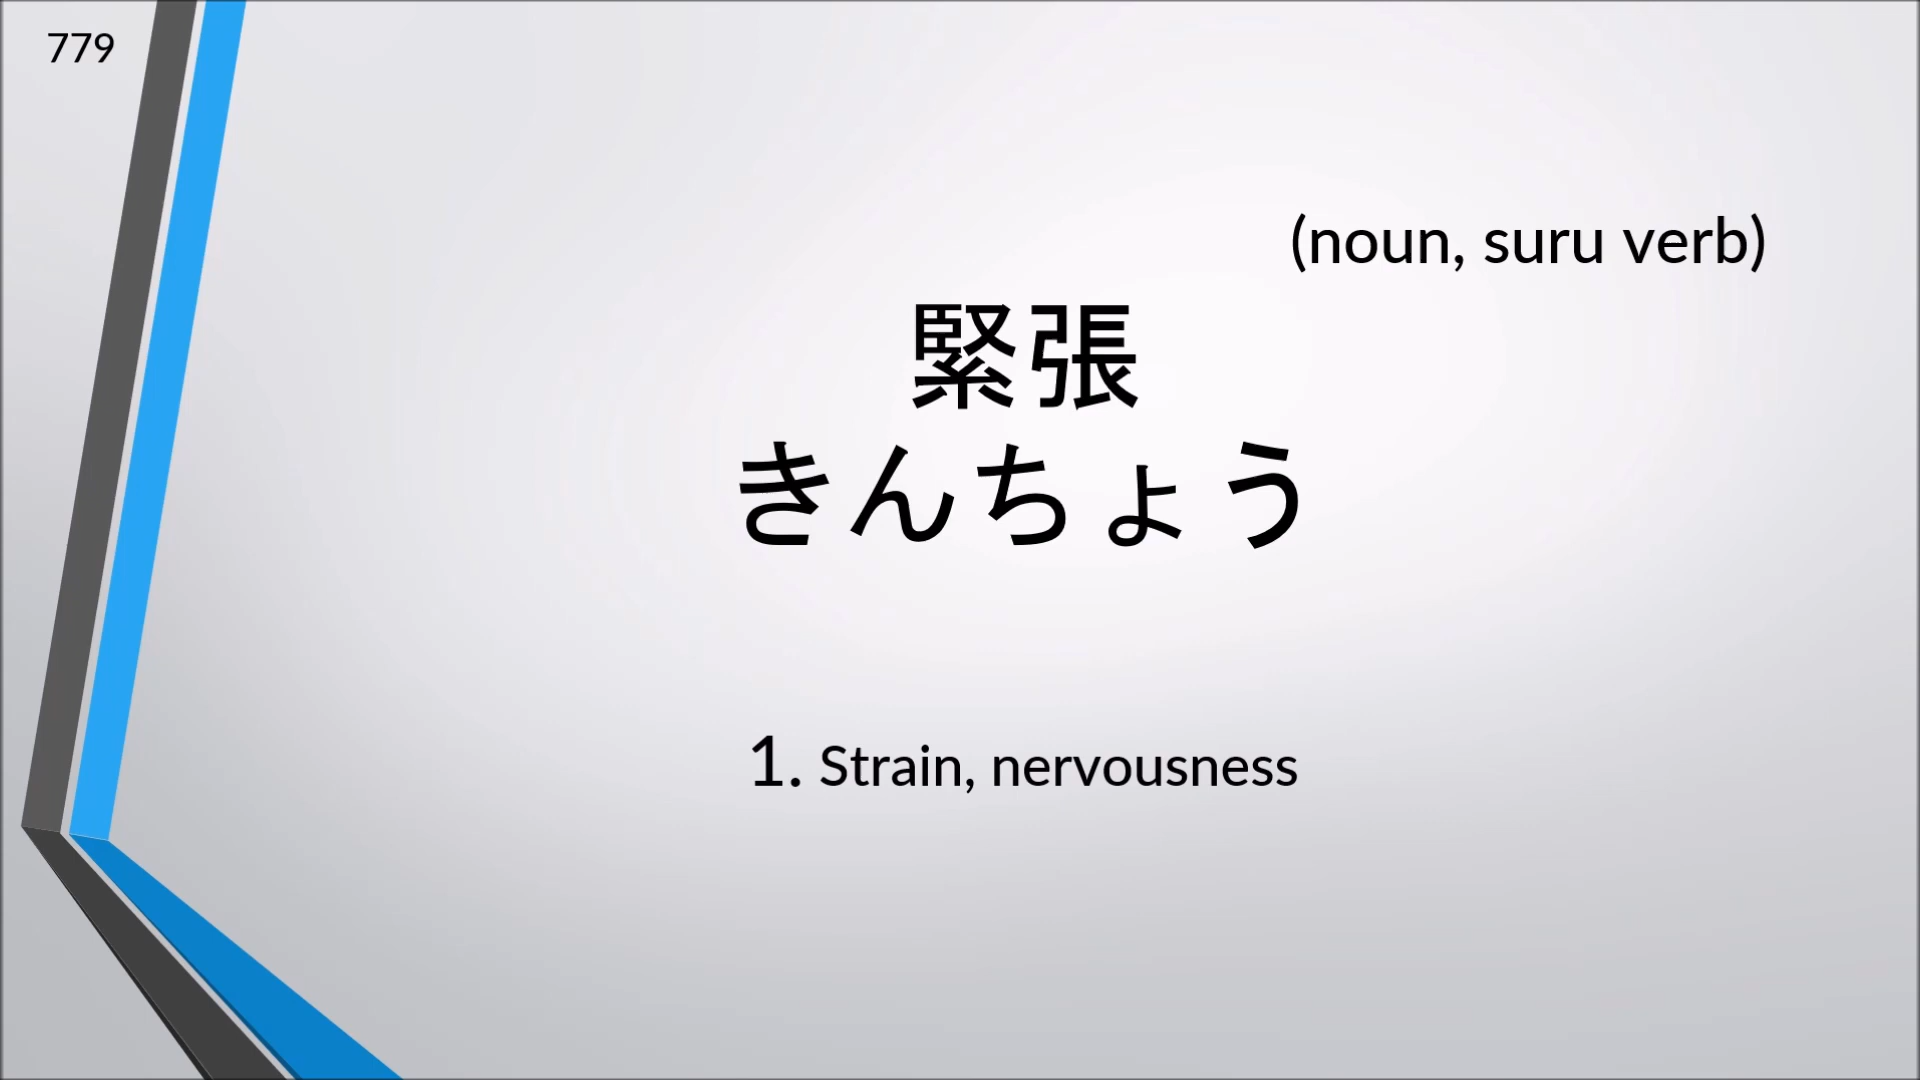 779
(noun, suru verb)
緊張
きんちょう
1. Strain, nervousness